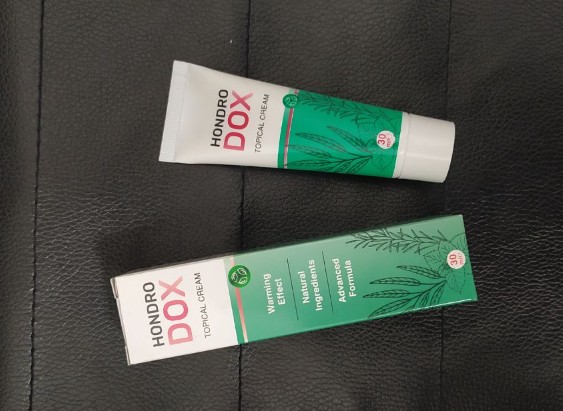 HONDRO
DOX
TOPICAL CREAM
30
HONDRO
DOX
TOPICAL CREAM
Warming
Effect
Natural
Ingredients
Advanced
Formula
30